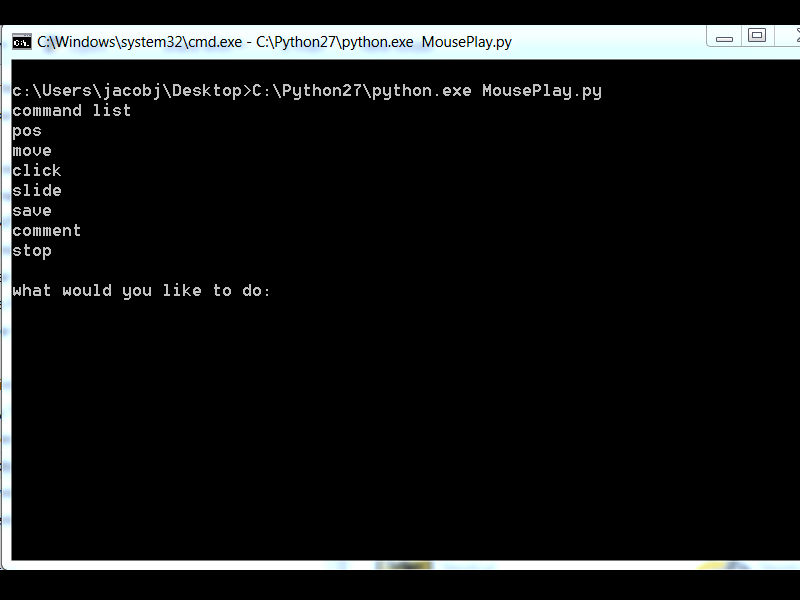 C:\Windows\system32\cmd.exe - C:\Python27\python.exe  MousePlay.py
c:\Users\jacobj\Desktop>C:\Python27\python.exe MousePlay.py
command list
pos
move
click
slide
save
comment
stop
what would you like to do: